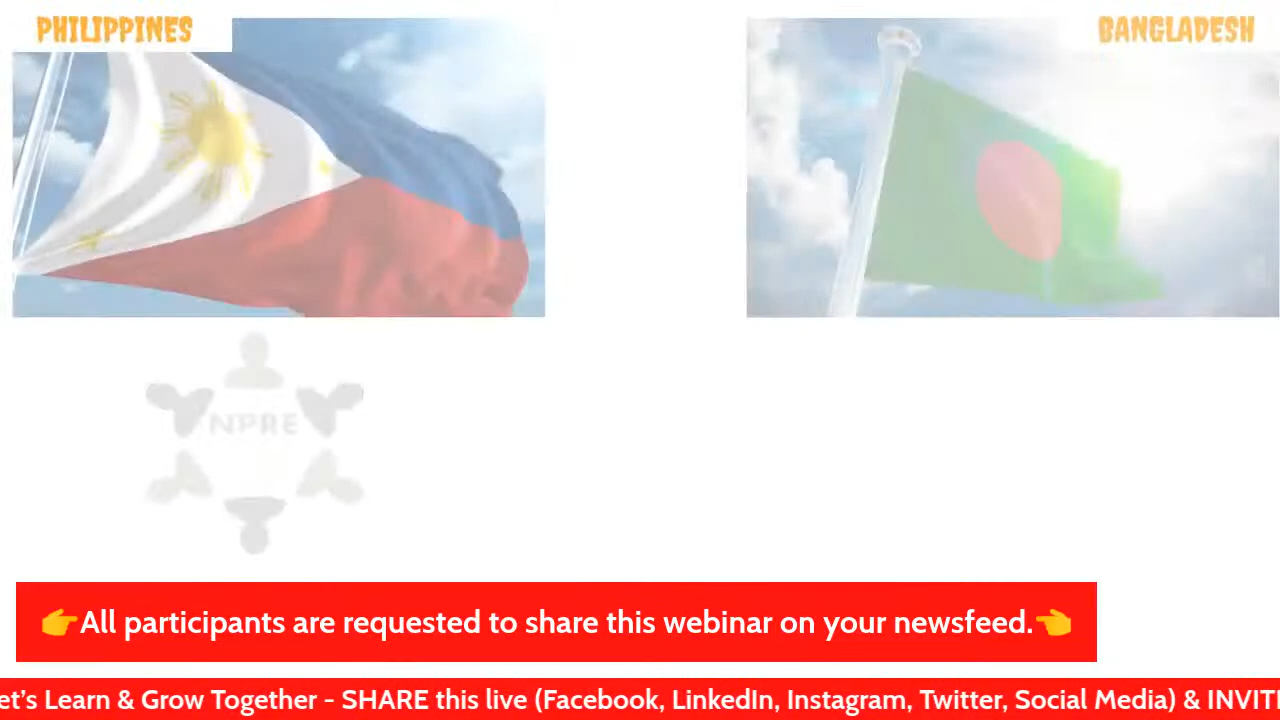 PHILIPPINES
BANGLADESH
NPRE
👉All participants are requested to share this webinar on your newsfeed.👈
et's Learn & Grow Together - SHARE this live (Facebook, LinkedIn, Instagram, Twitter, Social Media) & INVIT